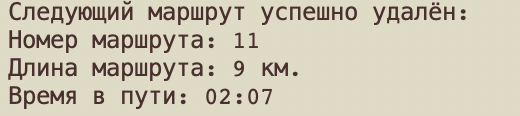 Следующий маршрут успешно удалён:
Номер маршрута: 11
Длина маршрута: 9 км.
Время в пути: 02:07